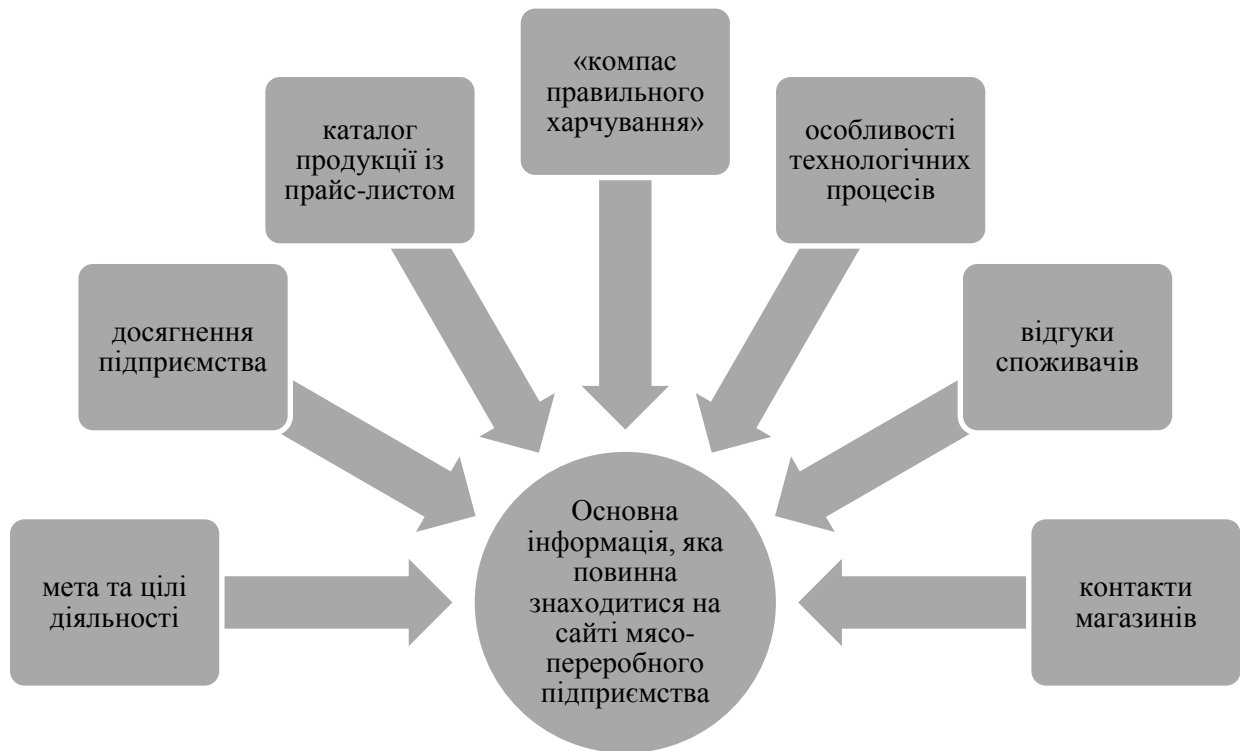 «компас
правильного
харчування»
каталог
продукції із
прайс-листом
особливості
технологічних
процесів
досягнення
підприємства
відгуки
споживачів
мета та цілі
діяльності
Основна
інформація, яка
повинна
знаходитися на
сайті мясо-
переробного
підприємства
контакти
магазинів